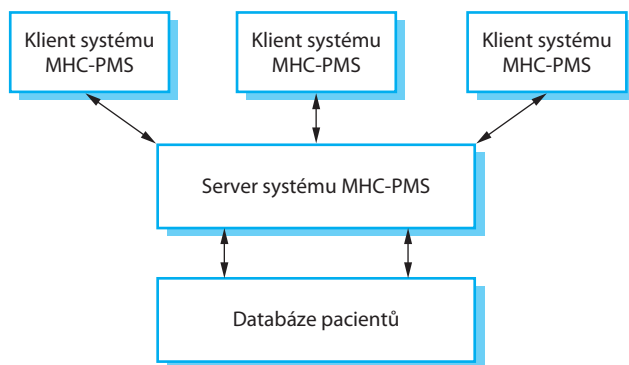 Klient systému
MHC-PMS
Klient systému
MHC-PMS
Klient systému
MHC-PMS
Server systému MHC-PMS
Databáze pacientů